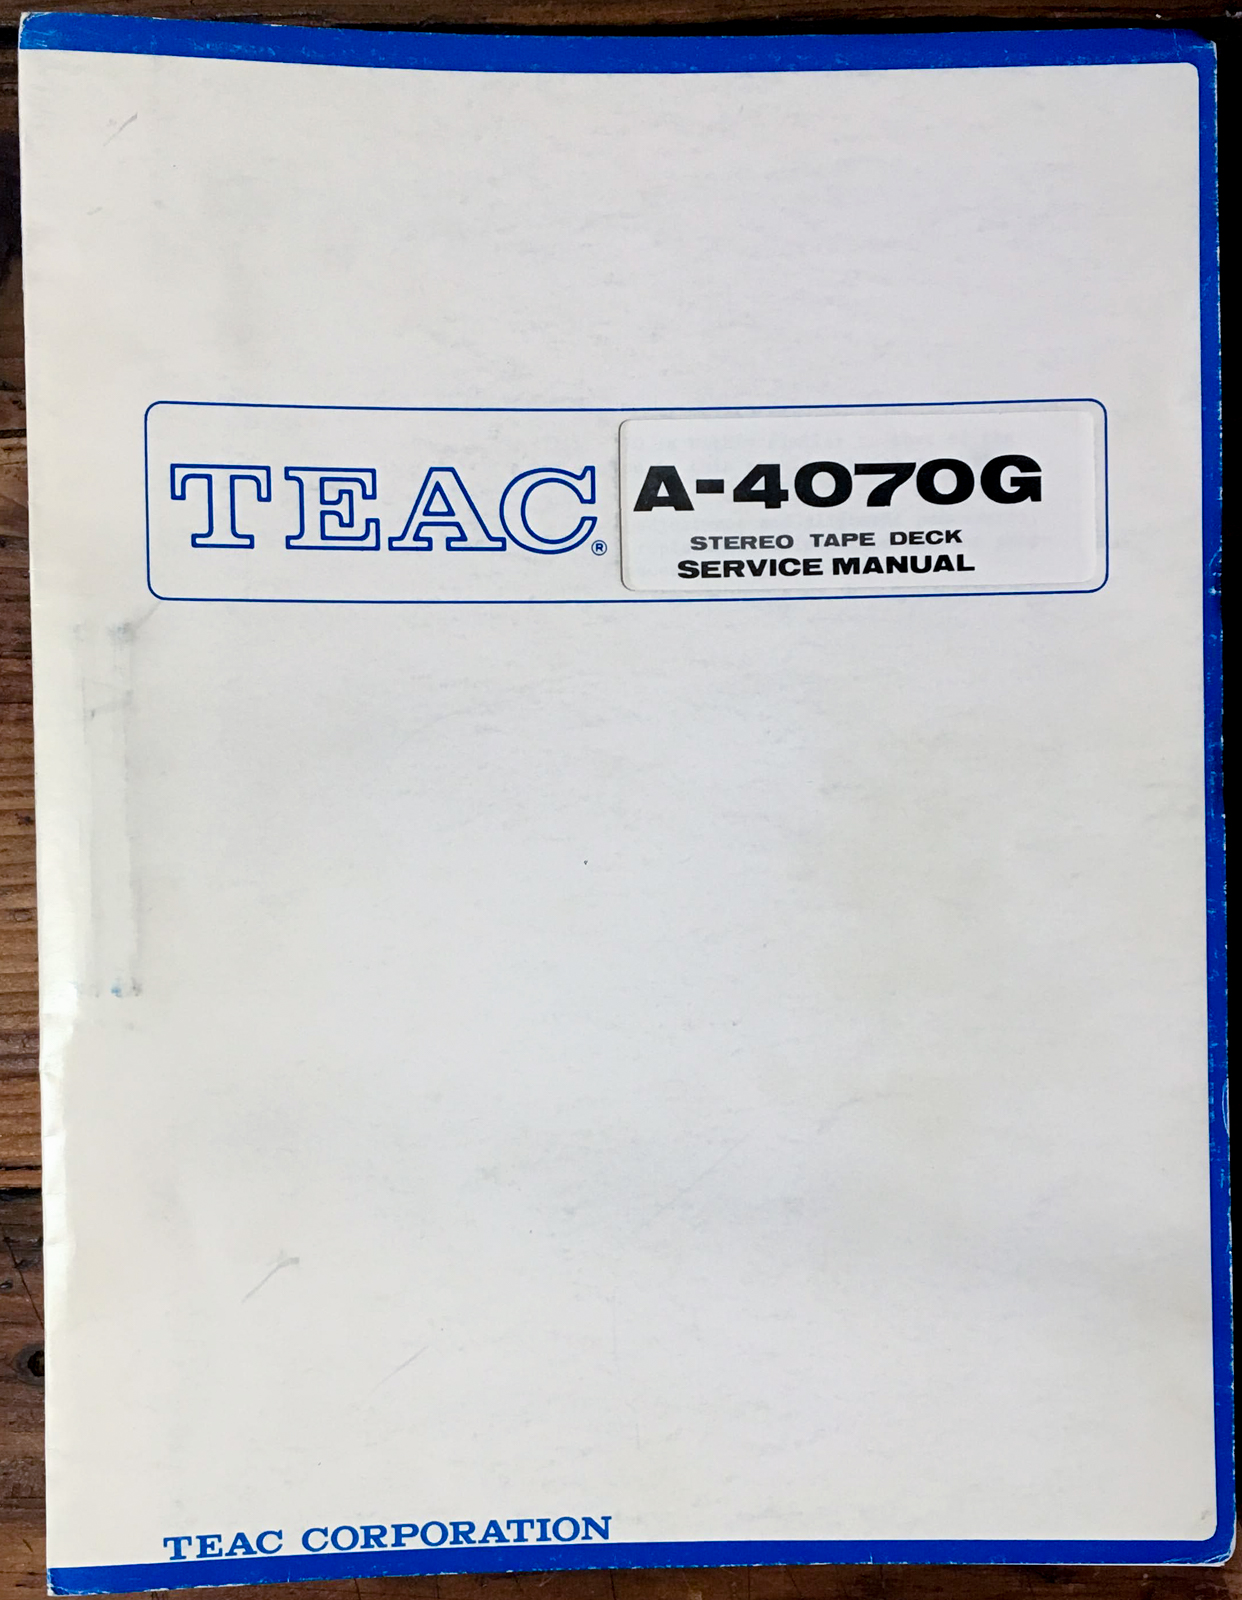 TEAC®
A-4070G
STEREO TAPE DECK
SERVICE MANUAL
TEAC CORPORATION